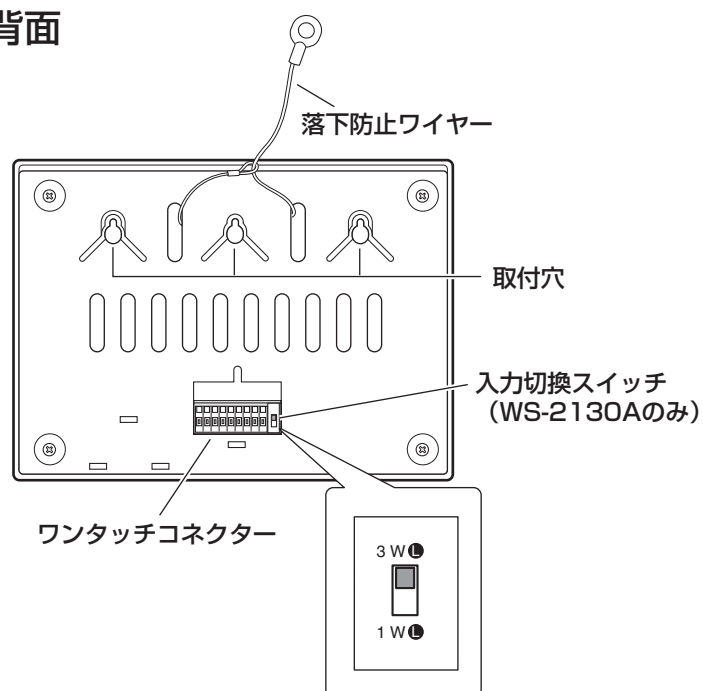 背面
落下防止ワイヤー
取付穴
入力切換スイッチ
（WS-2130Aのみ）
ワンタッチコネクター
3 W L
1 W L